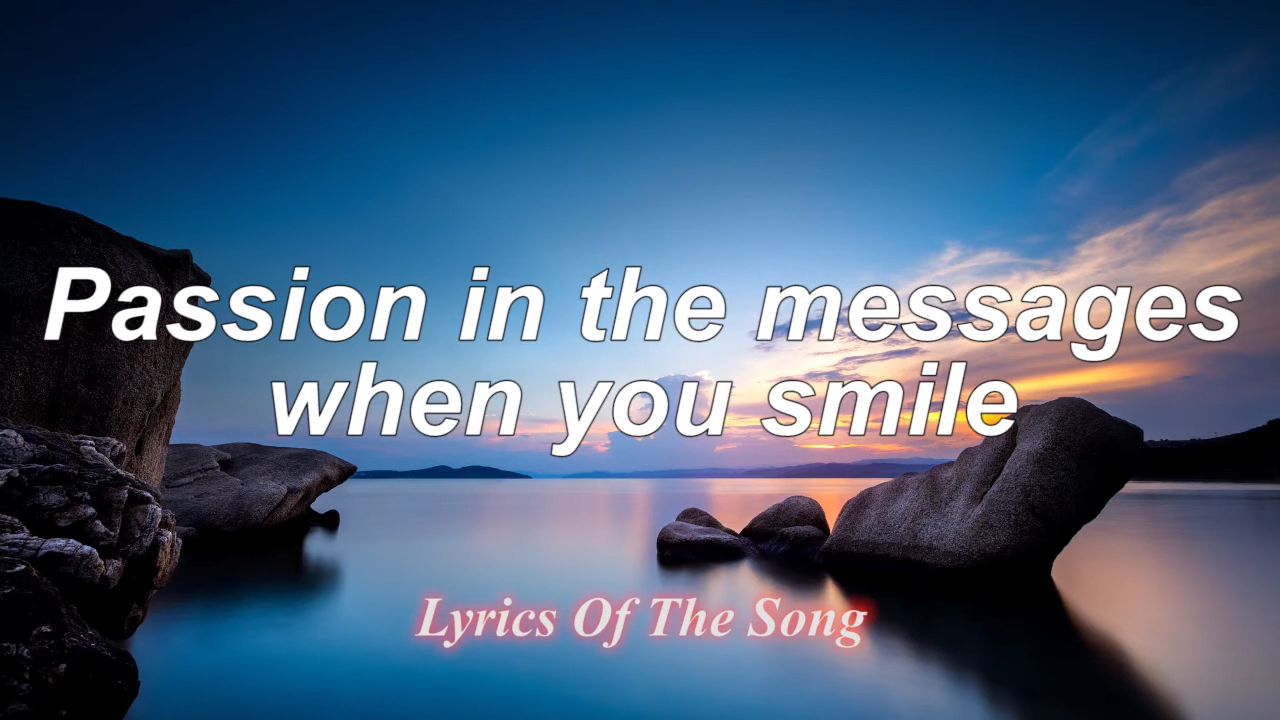 Passion in the messages
when you smile
Lyrics Of The Song